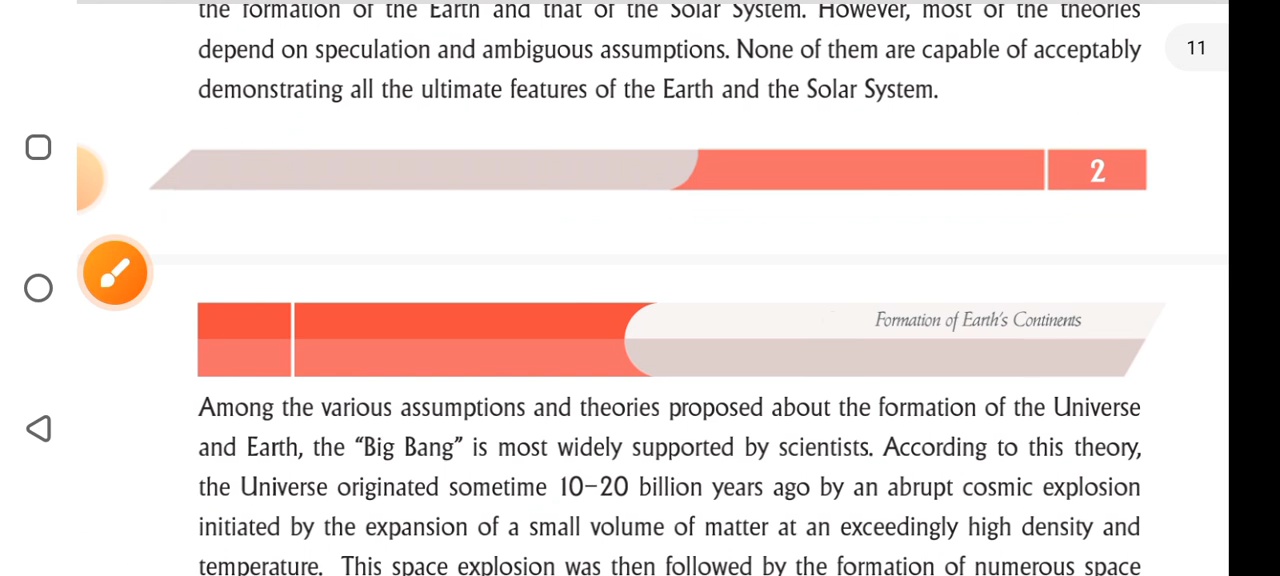 the formation of the Earth and that of the Solar System. However, most of the theories
depend on speculation and ambiguous assumptions. None of them are capable of acceptably
demonstrating all the ultimate features of the Earth and the Solar System.
11
2
Formation of Earth's Continents
Among the various assumptions and theories proposed about the formation of the Universe
and Earth, the “Big Bang” is most widely supported by scientists. According to this theory,
the Universe originated sometime 10–20 billion years ago by an abrupt cosmic explosion
initiated by the expansion of a small volume of matter at an exceedingly high density and
temperature. This space explosion was then followed by the formation of numerous space